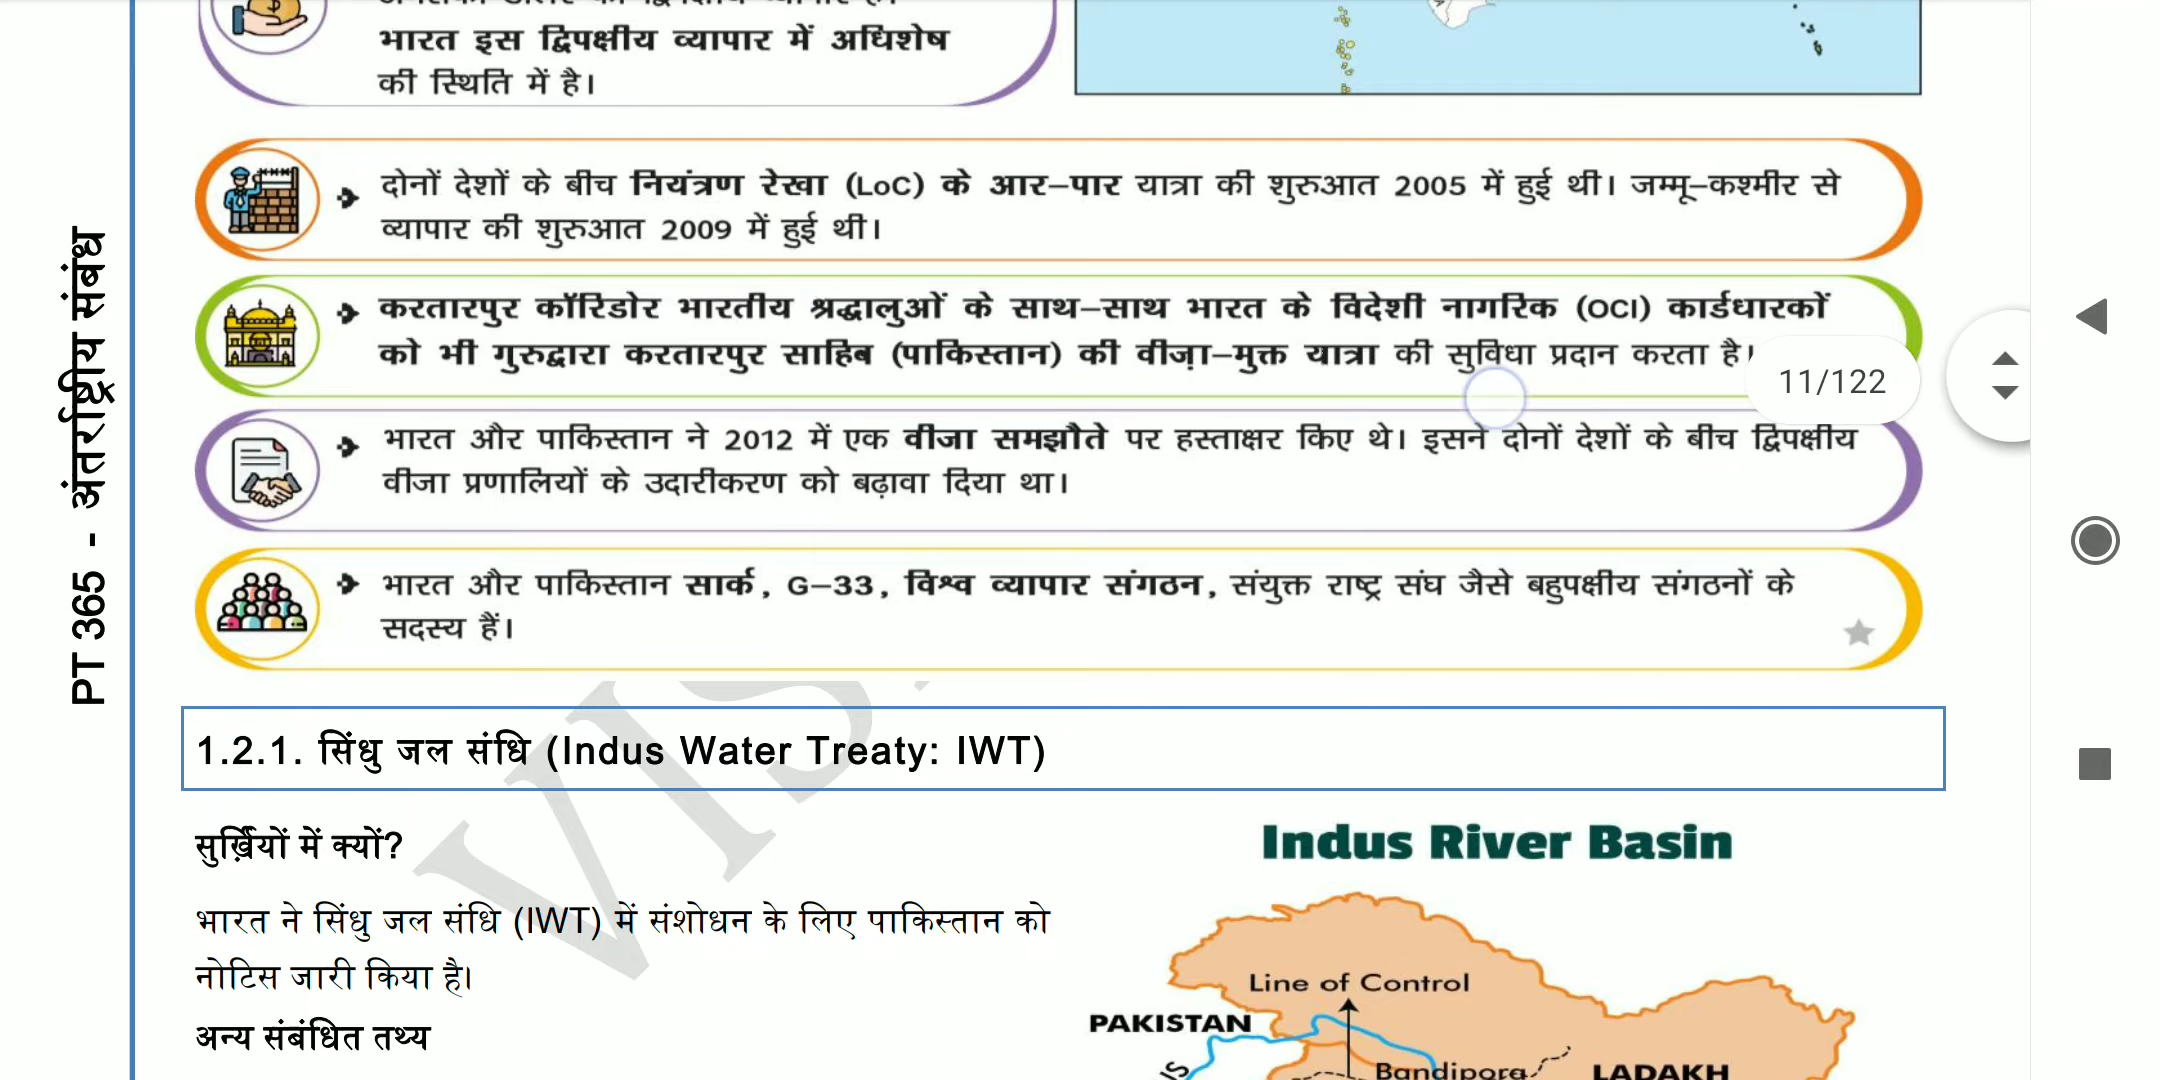 भारत इस द्विपक्षीय व्यापार में अधिशेष
की स्थिति में है।
दोनों देशों के बीच नियंत्रण रेखा (LoC) के आर-पार यात्रा की शुरुआत 2005 में हुई थी। जम्मू-कश्मीर से
व्यापार की शुरुआत 2009 में हुई थी।
करतारपुर कॉरिडोर भारतीय श्रद्धालुओं के साथ-साथ भारत के विदेशी नागरिक (OCI) कार्डधारकों
को भी गुरुद्वारा करतारपुर साहिब (पाकिस्तान) की वीज़ा-मुक्त यात्रा की सुविधा प्रदान करता है।
11/122
भारत और पाकिस्तान ने 2012 में एक वीजा समझौते पर हस्ताक्षर किए थे। इसने दोनों देशों के बीच द्विपक्षीय
वीजा प्रणालियों के उदारीकरण को बढ़ावा दिया था।
भारत और पाकिस्तान सार्क, G-33, विश्व व्यापार संगठन, संयुक्त राष्ट्र संघ जैसे बहुपक्षीय संगठनों के
सदस्य हैं।
PT 365 - अंतर्राष्ट्रीय संबंध
1.2.1. सिंधु जल संधि (Indus Water Treaty: IWT)
सुर्ख़ियों में क्यों?
भारत ने सिंधु जल संधि (IWT) में संशोधन के लिए पाकिस्तान को
नोटिस जारी किया है।
अन्य संबंधित तथ्य
Indus River Basin
Line of Control
PAKISTAN
Bandipora
LADAKH